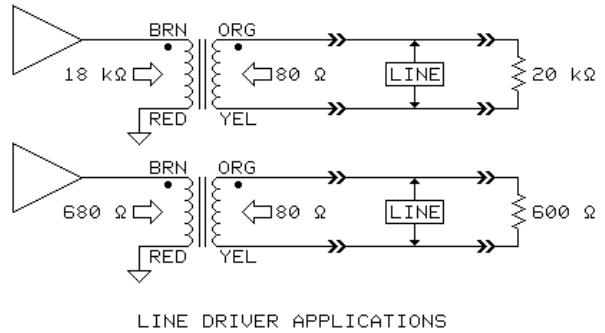 BRN ORG
18 kΩ 80 Ω LINE 20 kΩ
RED YEL
BRN ORG
680 Ω 80 Ω LINE 600 Ω
RED YEL
LINE DRIVER APPLICATIONS